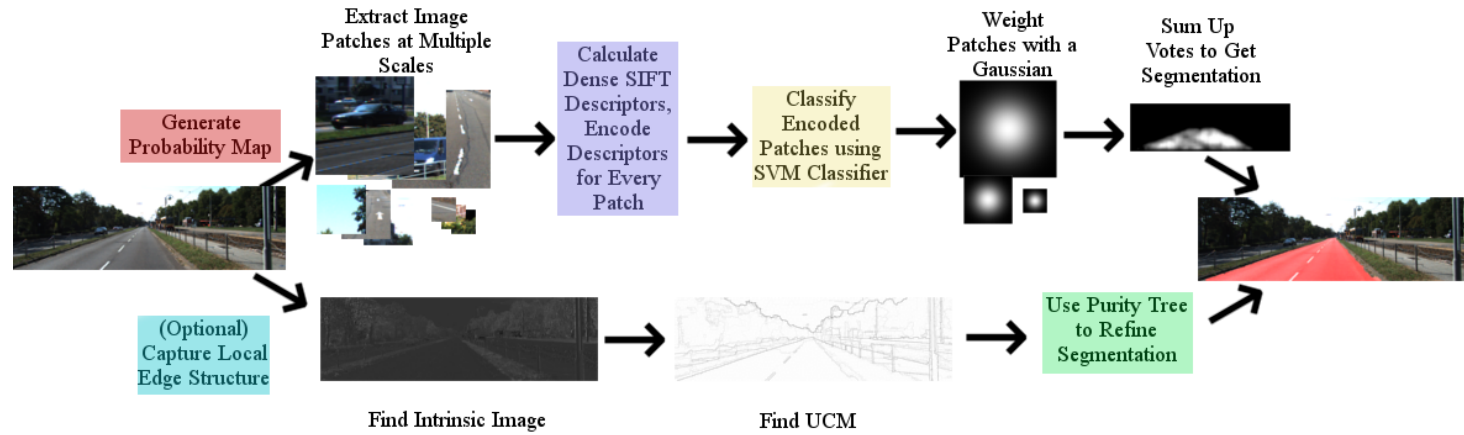 Generate
Probability Map
Extract Image
Patches at Multiple
Scales
Calculate
Dense SIFT
Descriptors,
Encode
Descriptors
for Every
Patch
Classify
Encoded
Patches using
SVM Classifier
Weight
Patches with a
Gaussian
Sum Up
Votes to Get
Segmentation
(Optional)
Capture Local
Edge Structure
Find Intrinsic Image
Find UCM
Use Purity Tree
to Refine
Segmentation